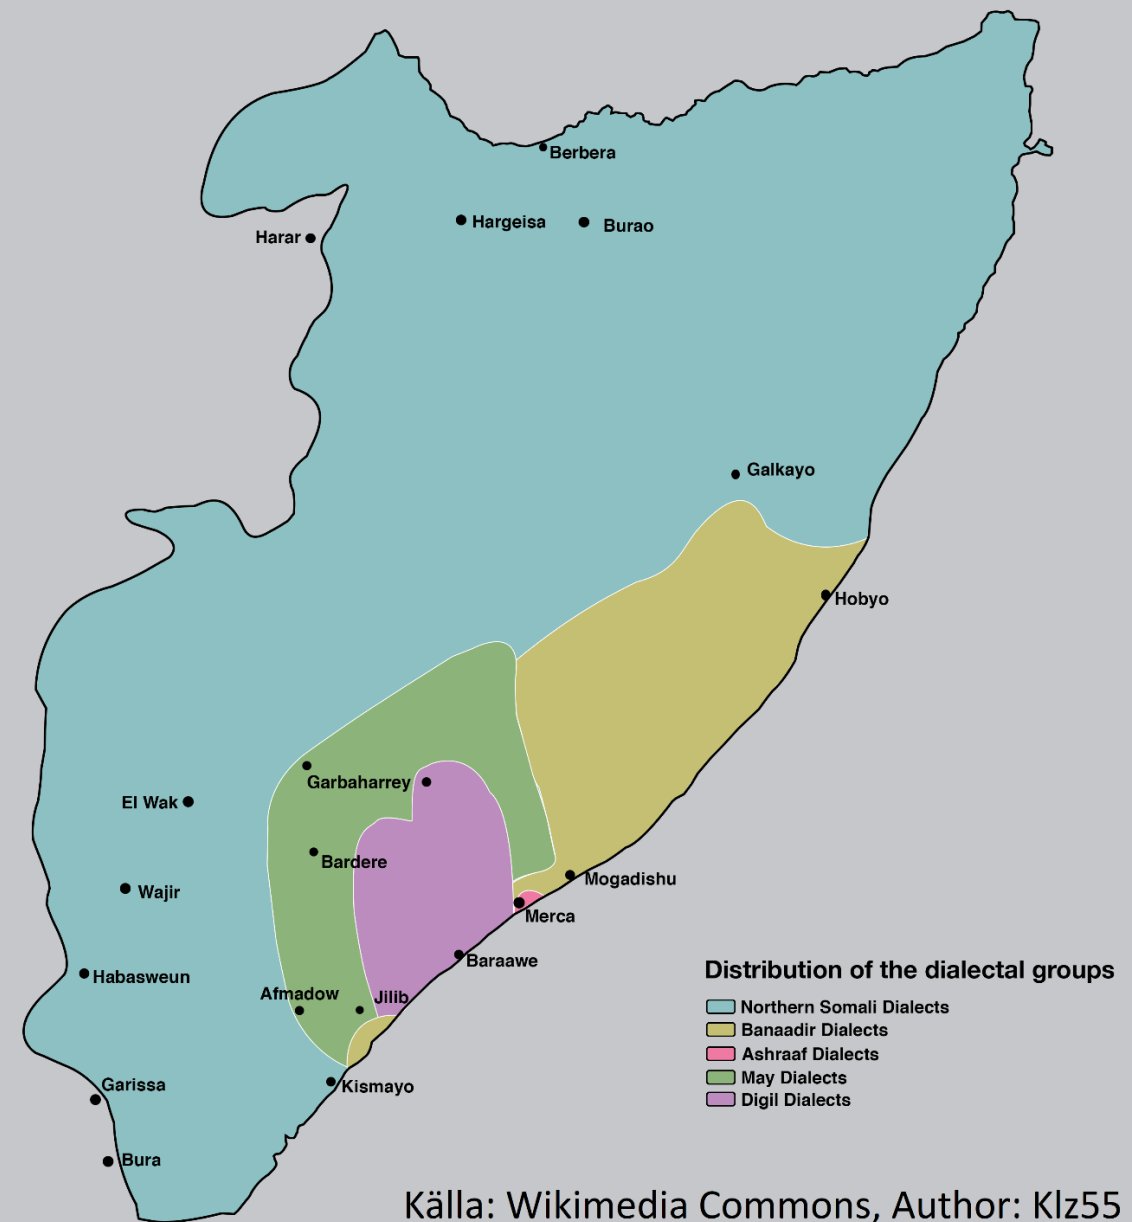 Berbera
Hargeisa
Burao
Harar
Galkayo
Hobyo
Garbaharrey
El Wak
Bardere
Mogadishu
Wajir
Merca
Baraawe
Habasweun
Afmadow
Jilib
Kismayo
Garissa
Bura
Distribution of the dialectal groups
Northern Somali Dialects
Banaadir Dialects
Ashraaf Dialects
May Dialects
Digil Dialects
Källa: Wikimedia Commons, Author: Klz55